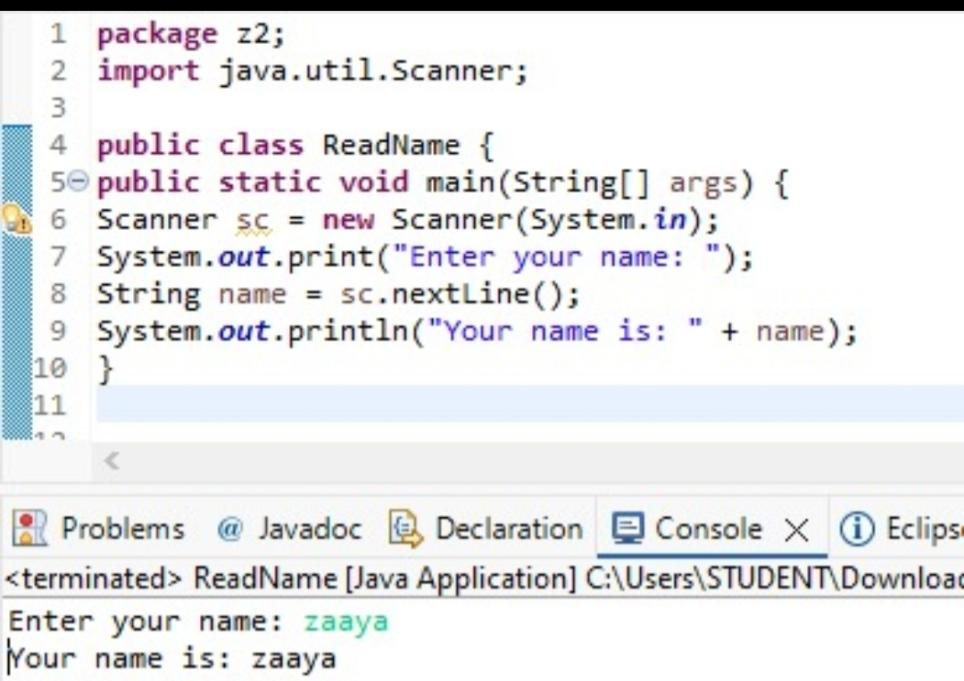 1 package z2;
2 import java.util.Scanner;
3
4 public class ReadName {
5 public static void main(String[] args) {
6 Scanner sc = new Scanner(System.in);
7 System.out.print("Enter your name: ");
8 String name = sc.nextLine();
9 System.out.println("Your name is: " + name);
10 }
11
12
Problems @ Javadoc Declaration Console Eclips
<terminated> ReadName [Java Application] C:\Users\STUDENT\Downloac
Enter your name: zaaya
Your name is: zaaya